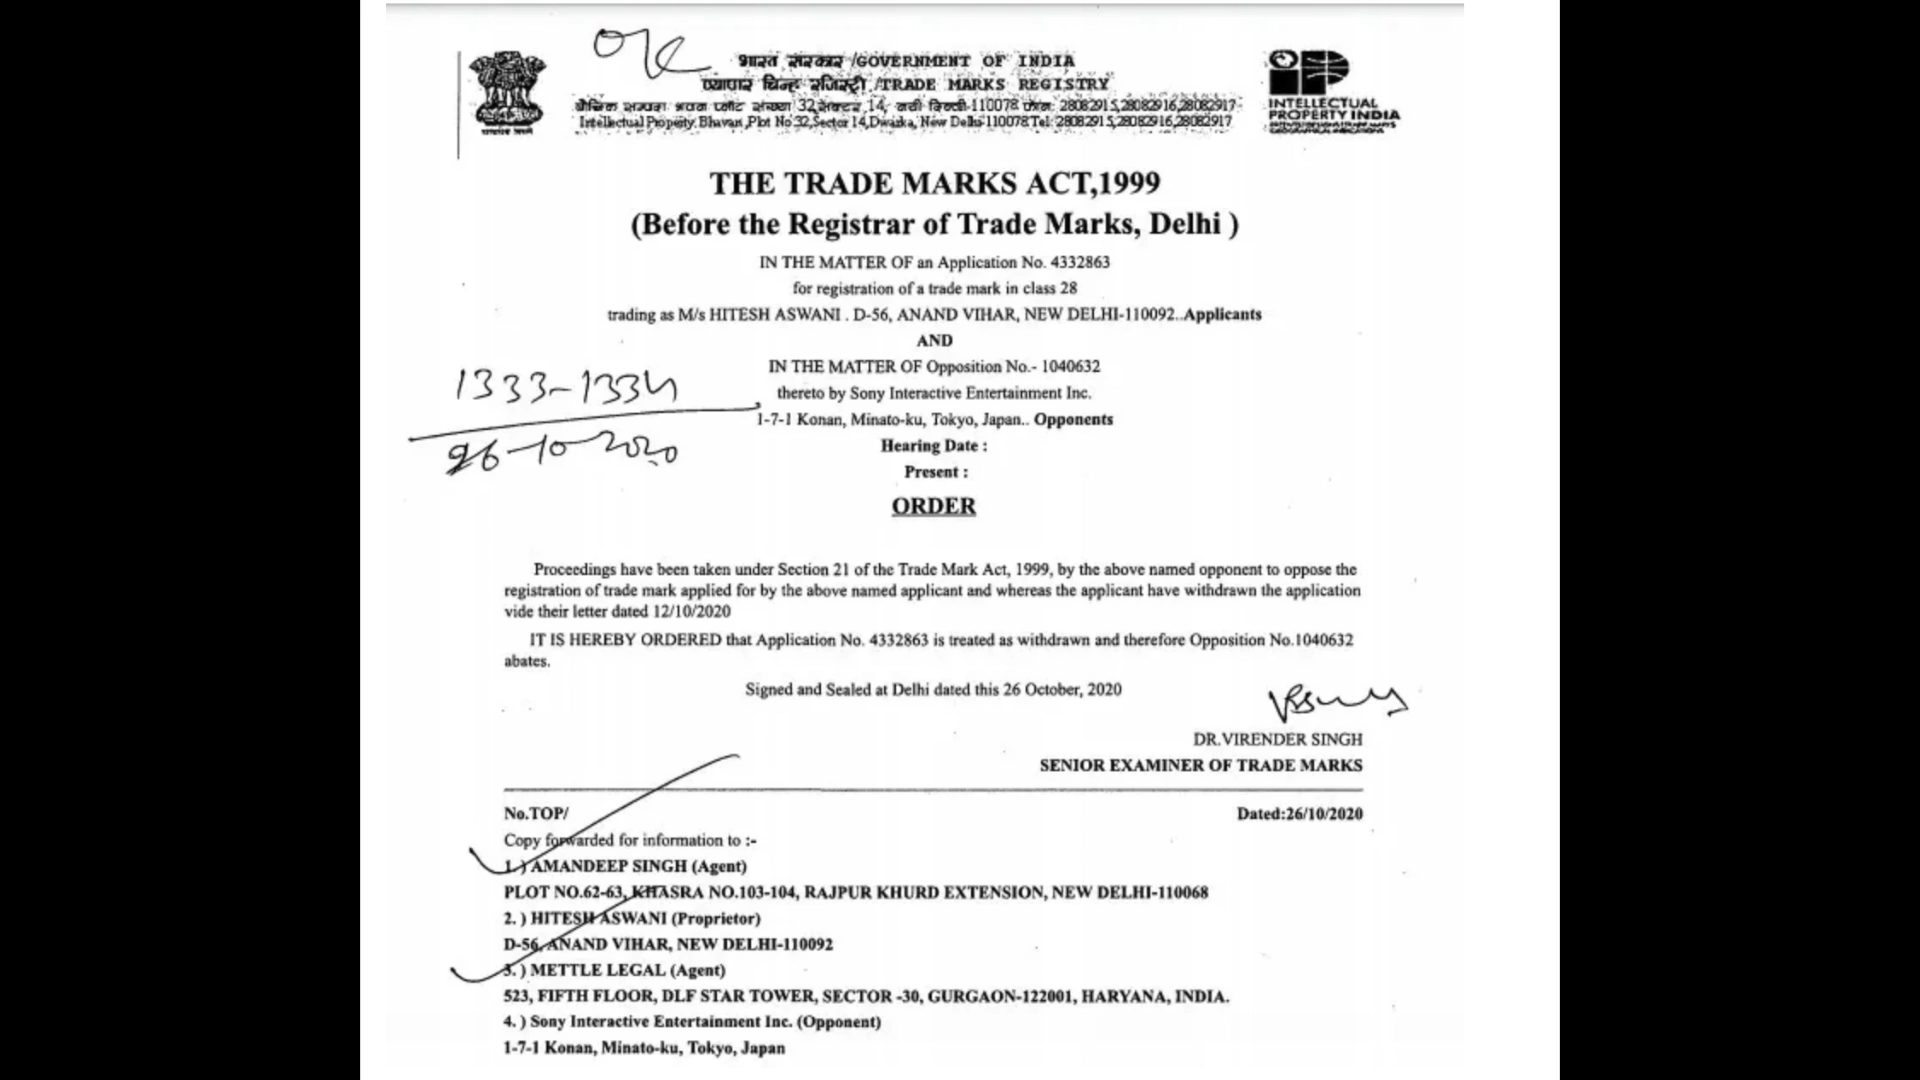 OK
भारत सरकार /GOVERNMENT OF INDIA
व्यापार चिन्ह रजिस्ट्री /TRADE MARKS REGISTRY
बौध्दिक सम्पदा भवन प्लॉट संख्या 32, सेक्टर 14, नयी दिल्ली-110078 फोन: 28082915,28082916,28082917
Intellectual Property Bhavan, Plot No 32, Sector 14, Dwarka, New Delhi-110078 Tel: 28082915,28082916,28082917
INTELLECTUAL
PROPERTY INDIA
THE TRADE MARKS ACT,1999
(Before the Registrar of Trade Marks, Delhi )
IN THE MATTER OF an Application No. 4332863
for registration of a trade mark in class 28
trading as M/s HITESH ASWANI . D-56, ANAND VIHAR, NEW DELHI-110092..Applicants
AND
IN THE MATTER OF Opposition No.- 1040632
thereto by Sony Interactive Entertainment Inc.
1-7-1 Konan, Minato-ku, Tokyo, Japan.. Opponents
1333-1334
26-10-2020
Hearing Date :
Present :
ORDER
Proceedings have been taken under Section 21 of the Trade Mark Act, 1999, by the above named opponent to oppose the
registration of trade mark applied for by the above named applicant and whereas the applicant have withdrawn the application
vide their letter dated 12/10/2020
IT IS HEREBY ORDERED that Application No. 4332863 is treated as withdrawn and therefore Opposition No.1040632
abates.
Signed and Sealed at Delhi dated this 26 October, 2020
DR.VIRENDER SINGH
SENIOR EXAMINER OF TRADE MARKS
No.TOP/ Dated:26/10/2020
Copy forwarded for information to :-
1. ) AMANDEEP SINGH (Agent)
PLOT NO.62-63, KHASRA NO.103-104, RAJPUR KHURD EXTENSION, NEW DELHI-110068
2. ) HITESH ASWANI (Proprietor)
D-56, ANAND VIHAR, NEW DELHI-110092
3. ) METTLE LEGAL (Agent)
523, FIFTH FLOOR, DLF STAR TOWER, SECTOR -30, GURGAON-122001, HARYANA, INDIA.
4. ) Sony Interactive Entertainment Inc. (Opponent)
1-7-1 Konan, Minato-ku, Tokyo, Japan